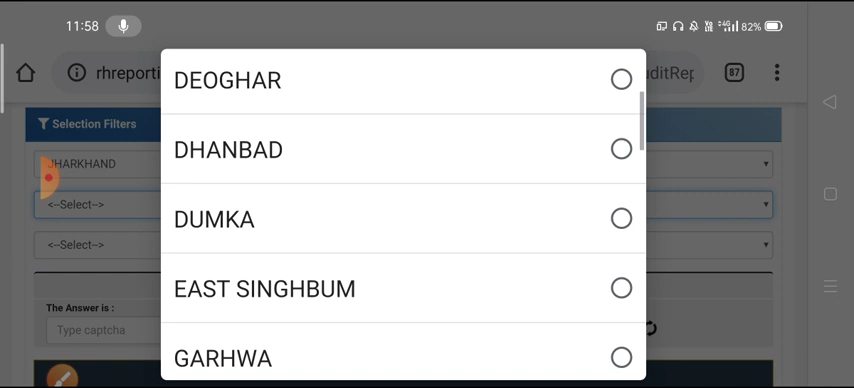 11:58
82%
rhreporti
uditRep
87
Selection Filters
JHARKHAND
<--Select-->
<--Select-->
The Answer is :
Type captcha
DEOGHAR
DHANBAD
DUMKA
EAST SINGHBUM
GARHWA